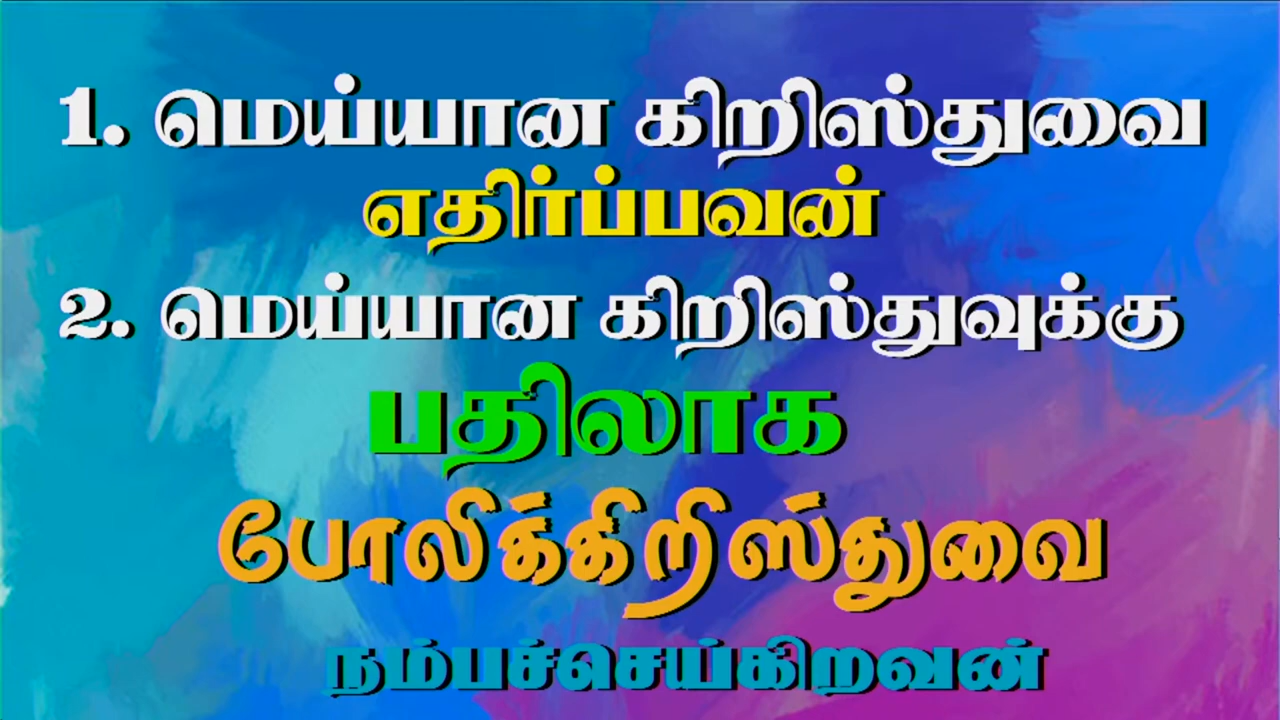 1. மெய்யான கிறிஸ்துவை
எதிர்ப்பவன்
2. மெய்யான கிறிஸ்துவுக்கு
பதிலாக
போலிக்கிறிஸ்துவை
நம்பச்செய்கிறவன்